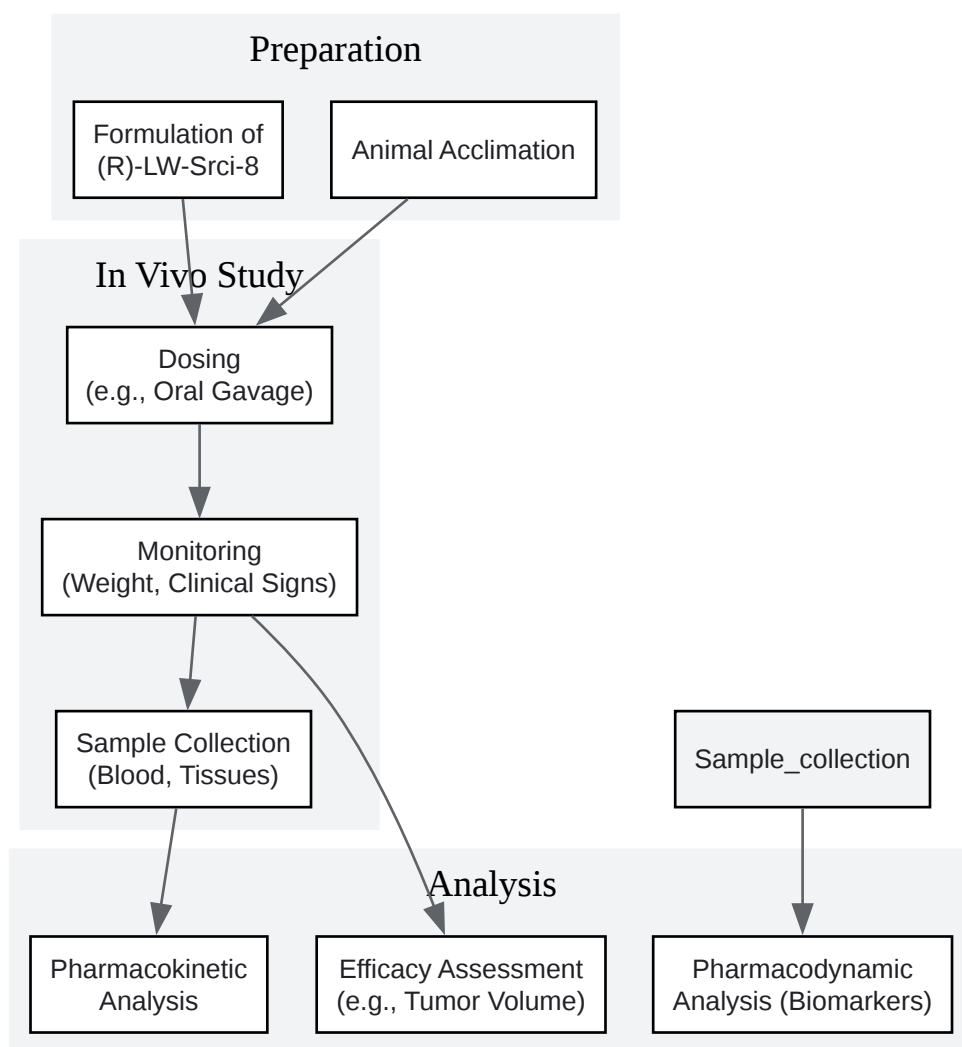 Preparation
Formulation of
(R)-LW-Srci-8
Animal Acclimation
In Vivo Study
Dosing
(e.g., Oral Gavage)
Monitoring
(Weight, Clinical Signs)
Sample Collection
(Blood, Tissues)
Sample_collection
Analysis
Pharmacokinetic
Analysis
Efficacy Assessment
(e.g., Tumor Volume)
Pharmacodynamic
Analysis (Biomarkers)